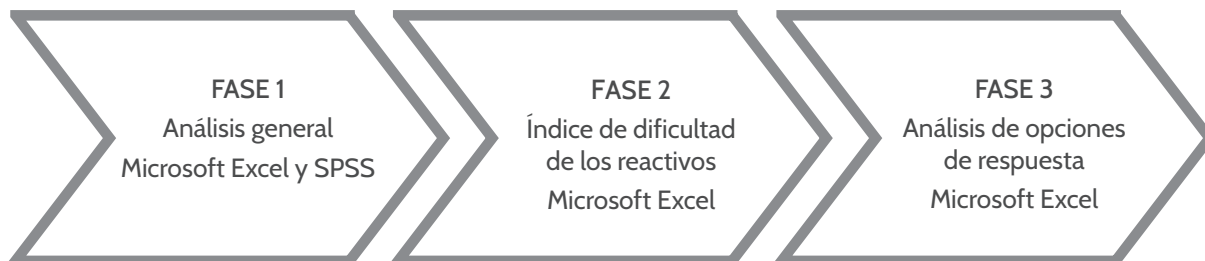 FASE 1
Análisis general
Microsoft Excel y SPSS
FASE 2
Índice de dificultad
de los reactivos
Microsoft Excel
FASE 3
Análisis de opciones
de respuesta
Microsoft Excel